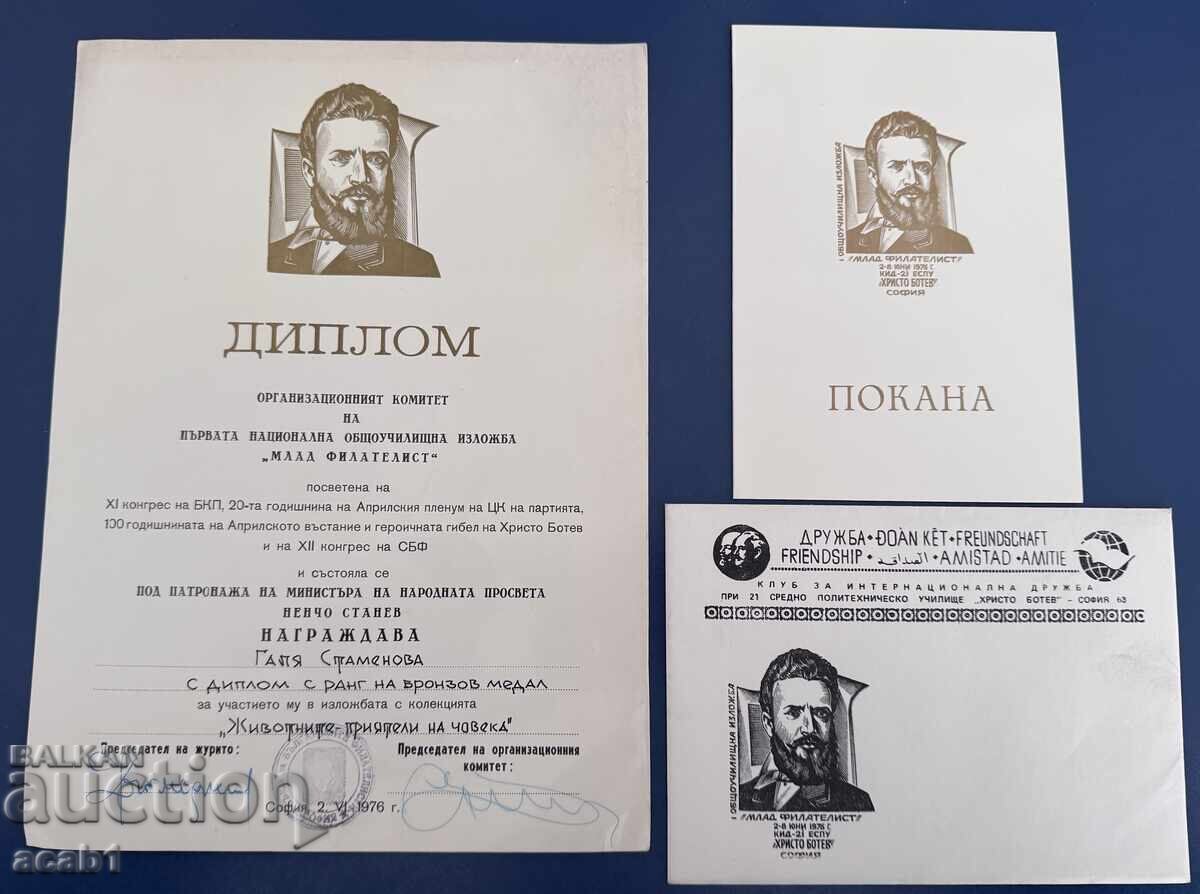 ДИПЛОМ
ОРГАНИЗАЦИОННИЯТ КОМИТЕТ
НА
ПЪРВАТА НАЦИОНАЛНА ОБЩОУЧИЛИЩНА ИЗЛОЖБА
„МЛАД ФИЛАТЕЛИСТ“
посветена на
XI конгрес на БКП, 20-та годишнина на Априлския пленум на ЦК на партията,
100 годишнината на Априлското въстание и героичната гибел на Христо Ботев
и на XII конгрес на СБФ
и състояла се
ПОД ПАТРОНАЖА НА МИНИСТЪРА НА НАРОДНАТА ПРОСВЕТА
НЕНЧО СТАНЕВ
НАГРАЖДАВА
Галя Стаменова
с диплом с ранг на бронзов медал
за участието му в изложбата с колекцията
„Животните-приятели на човека“
Председател на журито:
Председател на организационния
комитет:
София, 2. VI. 1976 г.
I ОБЩОУЧИЛИЩНА ИЗЛОЖБА
„МЛАД ФИЛАТЕЛИСТ“
2-8 ЮНИ 1976 Г.
КИД-21 ЕСПУ
„ХРИСТО БОТЕВ“
СОФИЯ
ПОКАНА
ДРУЖБА • ĐOÀN KÊT • FREUNDSCHAFT
FRIENDSHIP • الصداقة • AMISTAD • AMITIE
КЛУБ ЗА ИНТЕРНАЦИОНАЛНА ДРУЖБА
ПРИ 21 СРЕДНО ПОЛИТЕХНИЧЕСКО УЧИЛИЩЕ „ХРИСТО БОТЕВ“ - СОФИЯ 63
I ОБЩОУЧИЛИЩНА ИЗЛОЖБА
„МЛАД ФИЛАТЕЛИСТ“
2-8 ЮНИ 1976 Г.
КИД-21 ЕСПУ
„ХРИСТО БОТЕВ“
СОФИЯ
BALKAN
auction
acab1